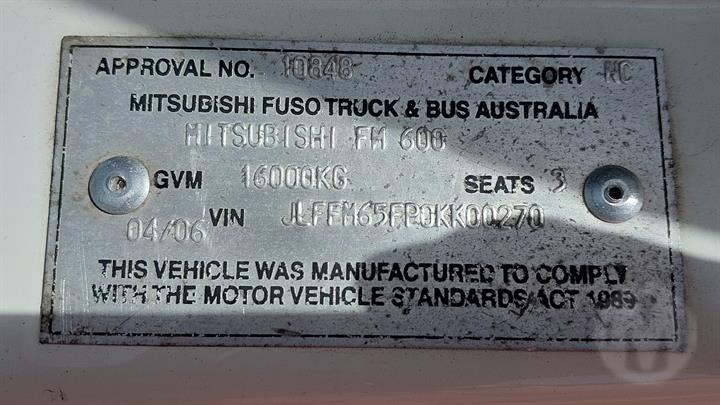 APPROVAL NO. 10848 CATEGORY NC
MITSUBISHI FUSO TRUCK & BUS AUSTRALIA
MITSUBISHI FM 600
GVM 16000KG SEATS 3
04/06 VIN JLFFM65FP0KK00270
THIS VEHICLE WAS MANUFACTURED TO COMPLY
WITH THE MOTOR VEHICLE STANDARDS ACT 1989